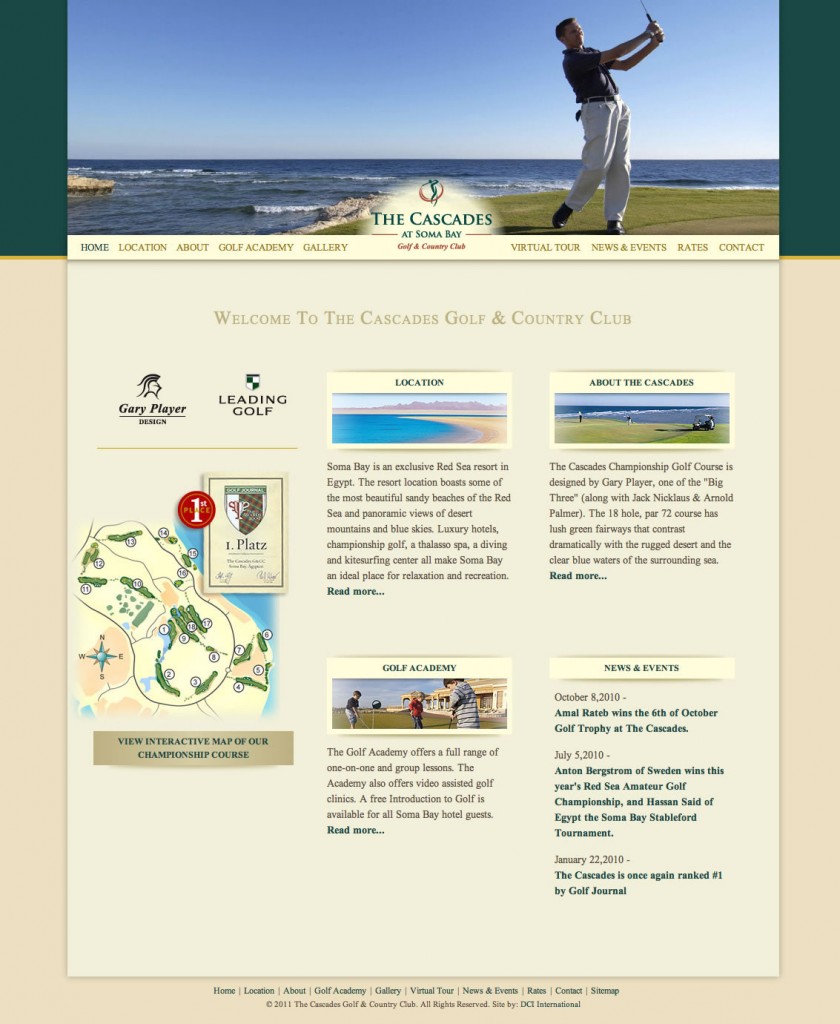 THE CASCADES
AT SOMA BAY
Golf & Country Club
HOME LOCATION ABOUT GOLF ACADEMY GALLERY VIRTUAL TOUR NEWS & EVENTS RATES CONTACT
WELCOME TO THE CASCADES GOLF & COUNTRY CLUB
Gary Player
DESIGN
LEADING
GOLF
1st
PLACE
GOLF JOURNAL
1. Platz
The Cascades G&CC
Soma Bay Ägypten
14
13
15
12
16
11
10
1
18
17
9
6
8
7
5
2
3
4
N
W E
S
VIEW INTERACTIVE MAP OF OUR
CHAMPIONSHIP COURSE
LOCATION
Soma Bay is an exclusive Red Sea resort in
Egypt. The resort location boasts some of
the most beautiful sandy beaches of the Red
Sea and panoramic views of desert
mountains and blue skies. Luxury hotels,
championship golf, a thalasso spa, a diving
and kitesurfing center all make Soma Bay
an ideal place for relaxation and recreation.
Read more...
ABOUT THE CASCADES
The Cascades Championship Golf Course is
designed by Gary Player, one of the "Big
Three" (along with Jack Nicklaus & Arnold
Palmer). The 18 hole, par 72 course has
lush green fairways that contrast
dramatically with the rugged desert and the
clear blue waters of the surrounding sea.
Read more...
GOLF ACADEMY
The Golf Academy offers a full range of
one-on-one and group lessons. The
Academy also offers video assisted golf
clinics. A free Introduction to Golf is
available for all Soma Bay hotel guests.
Read more...
NEWS & EVENTS
October 8,2010 -
Amal Rateb wins the 6th of October
Golf Trophy at The Cascades.
July 5,2010 -
Anton Bergstrom of Sweden wins this
year's Red Sea Amateur Golf
Championship, and Hassan Said of
Egypt the Soma Bay Stableford
Tournament.
January 22,2010 -
The Cascades is once again ranked #1
by Golf Journal
Home | Location | About | Golf Academy | Gallery | Virtual Tour | News & Events | Rates | Contact | Sitemap
© 2011 The Cascades Golf & Country Club. All Rights Reserved. Site by: DCI International